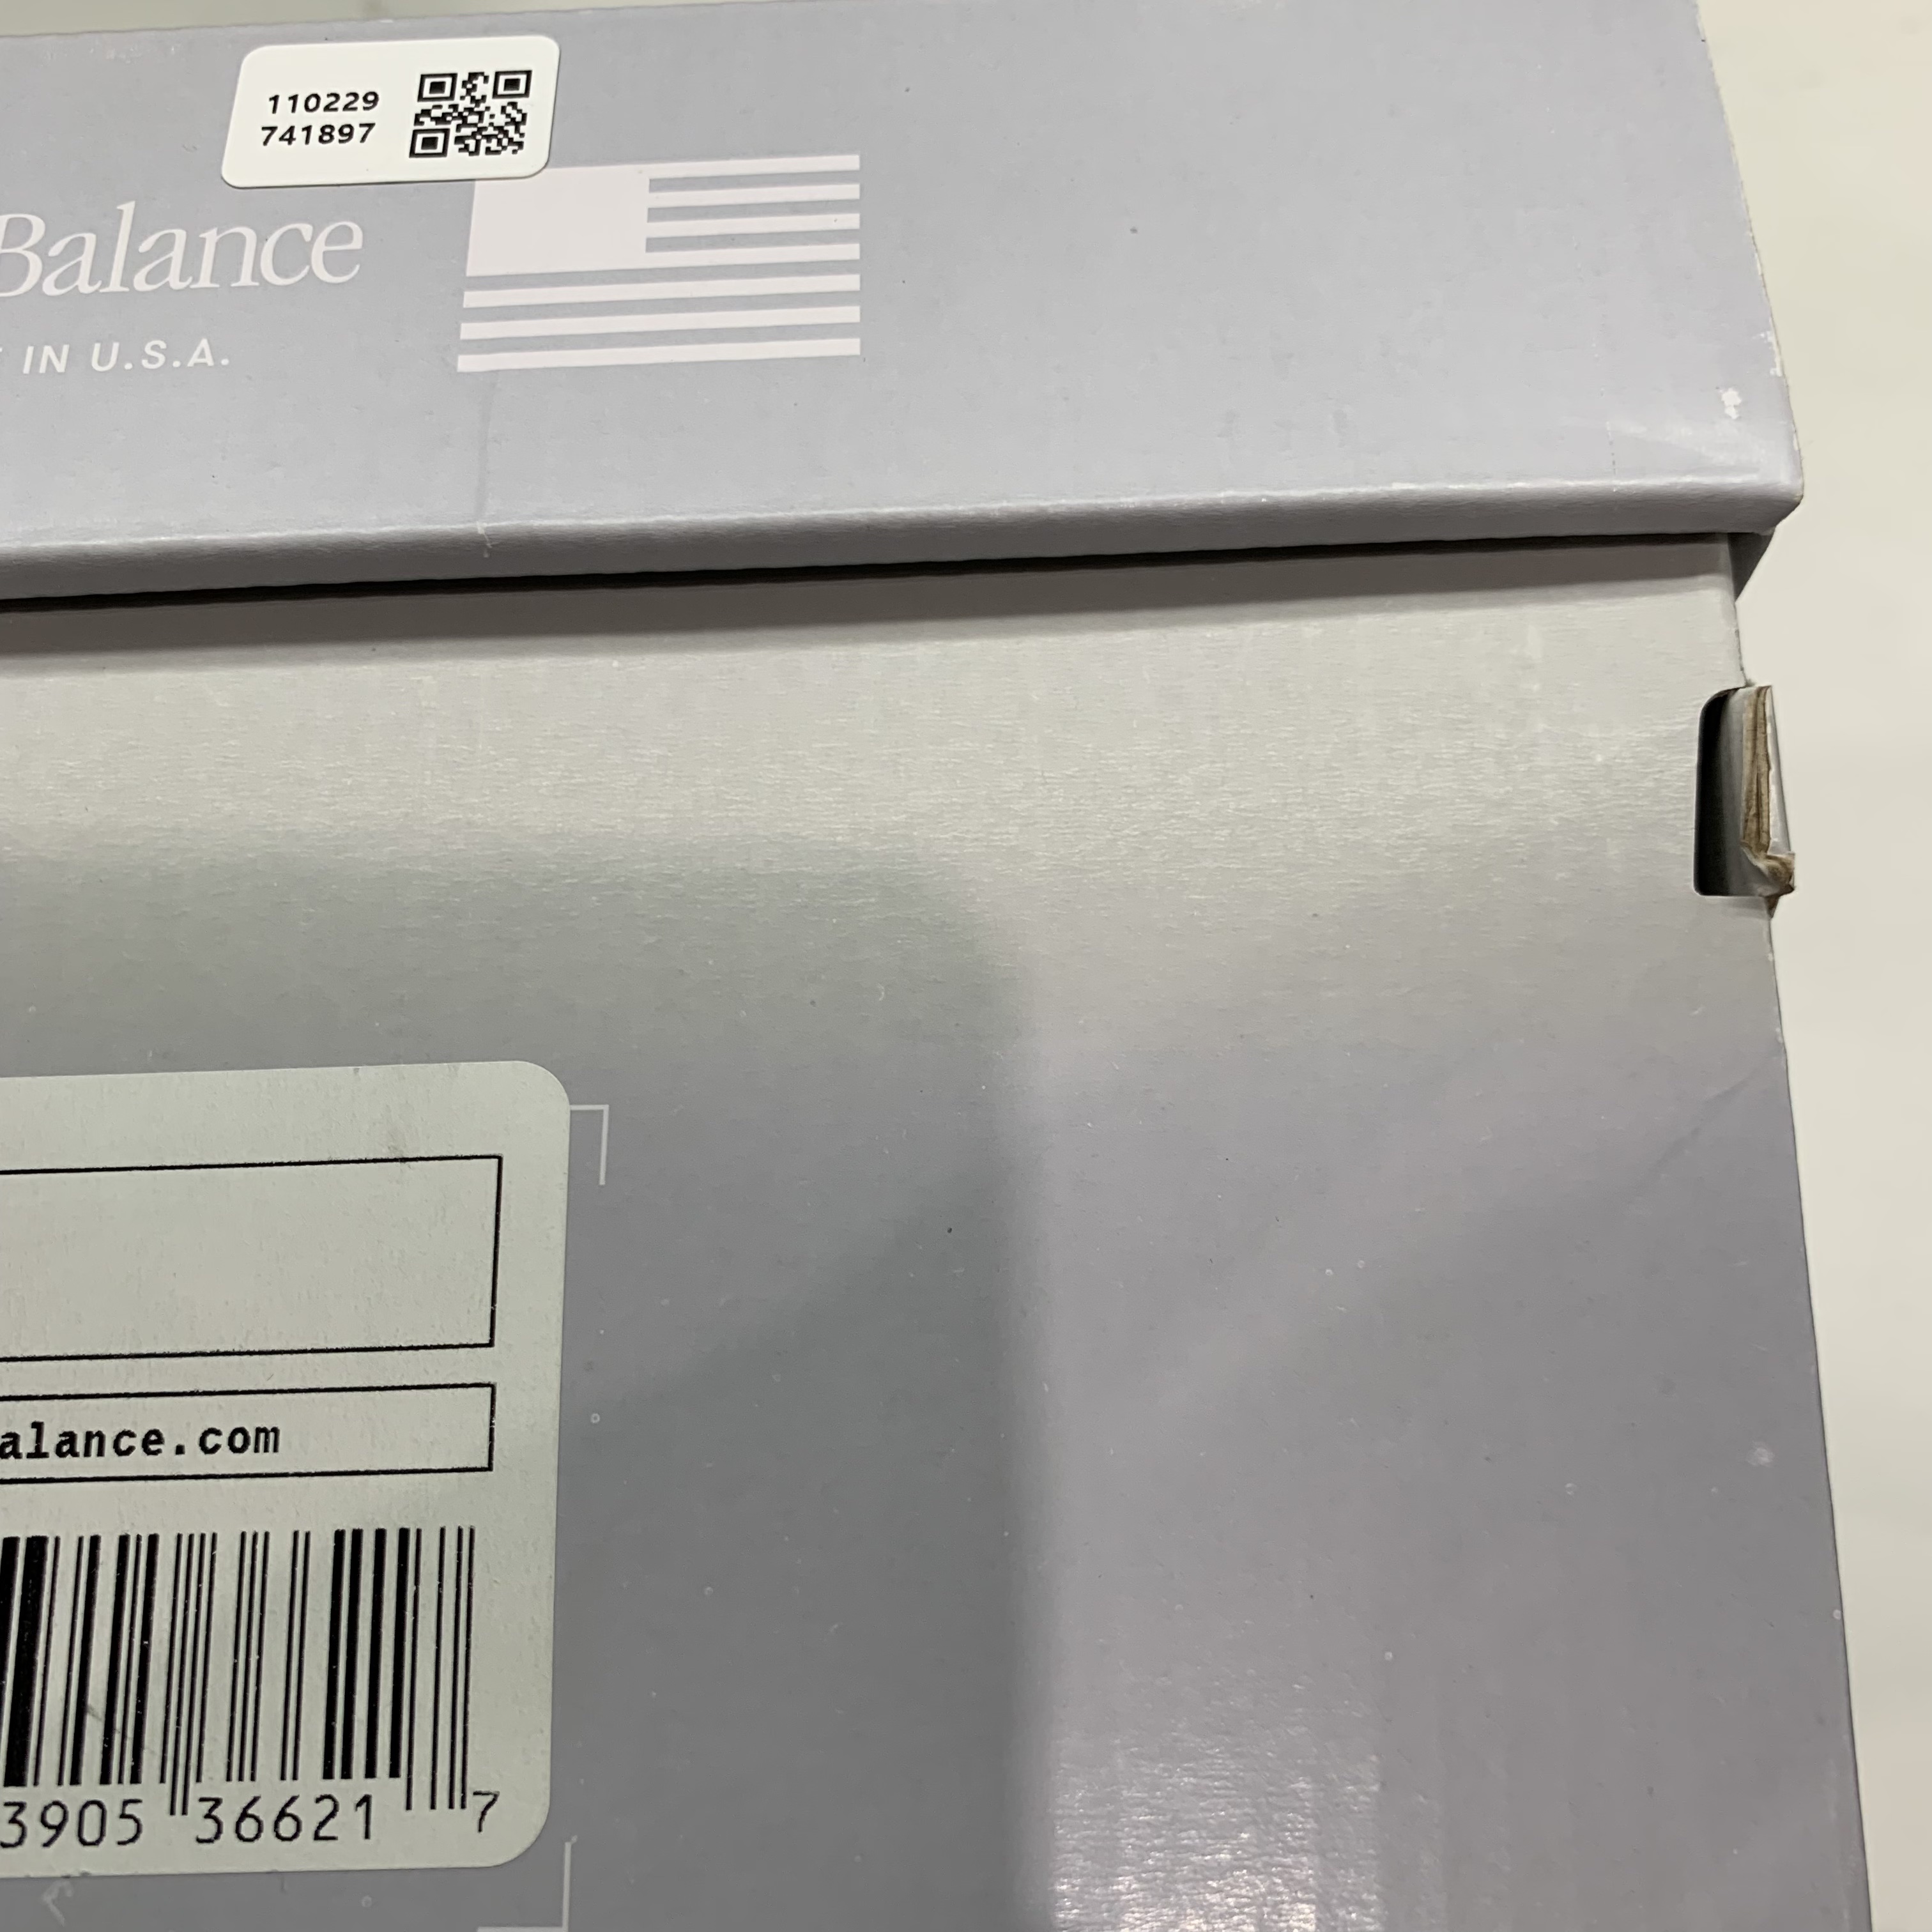 110229
741897
Balance
IN U.S.A.
alance.com
3905 36621 7